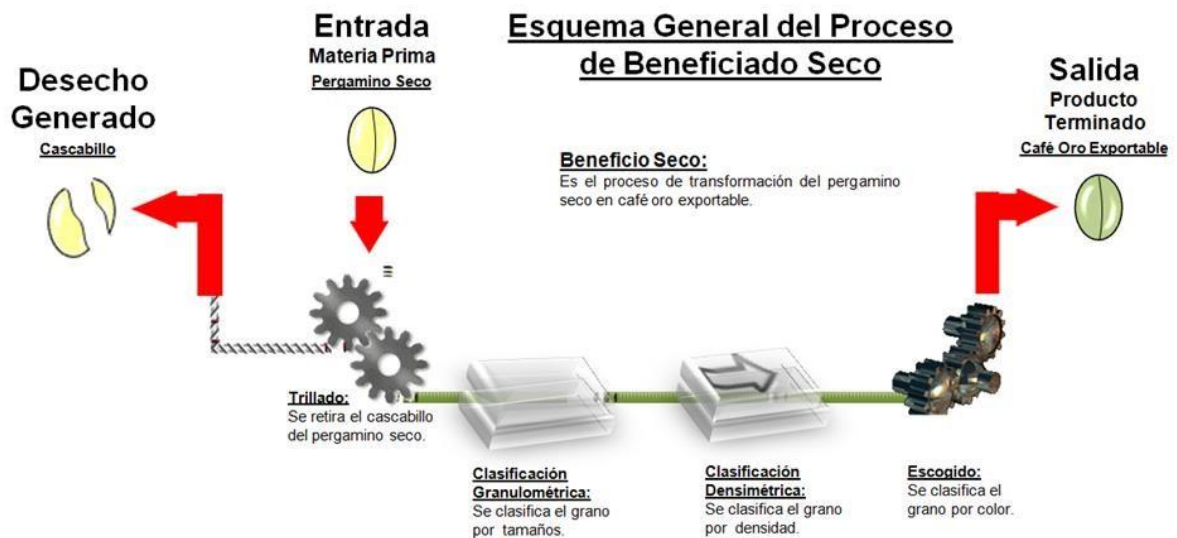 Esquema General del Proceso
de Beneficiado Seco
Entrada
Materia Prima
Pergamino Seco
Desecho
Generado
Cascabillo
Salida
Producto
Terminado
Café Oro Exportable
Beneficio Seco:
Es el proceso de transformación del pergamino
seco en café oro exportable.
Trillado:
Se retira el cascabillo
del pergamino seco.
Clasificación
Granulométrica:
Se clasifica el grano
por tamaños.
Clasificación
Densimétrica:
Se clasifica el grano
por densidad.
Escogido:
Se clasifica el
grano por color.